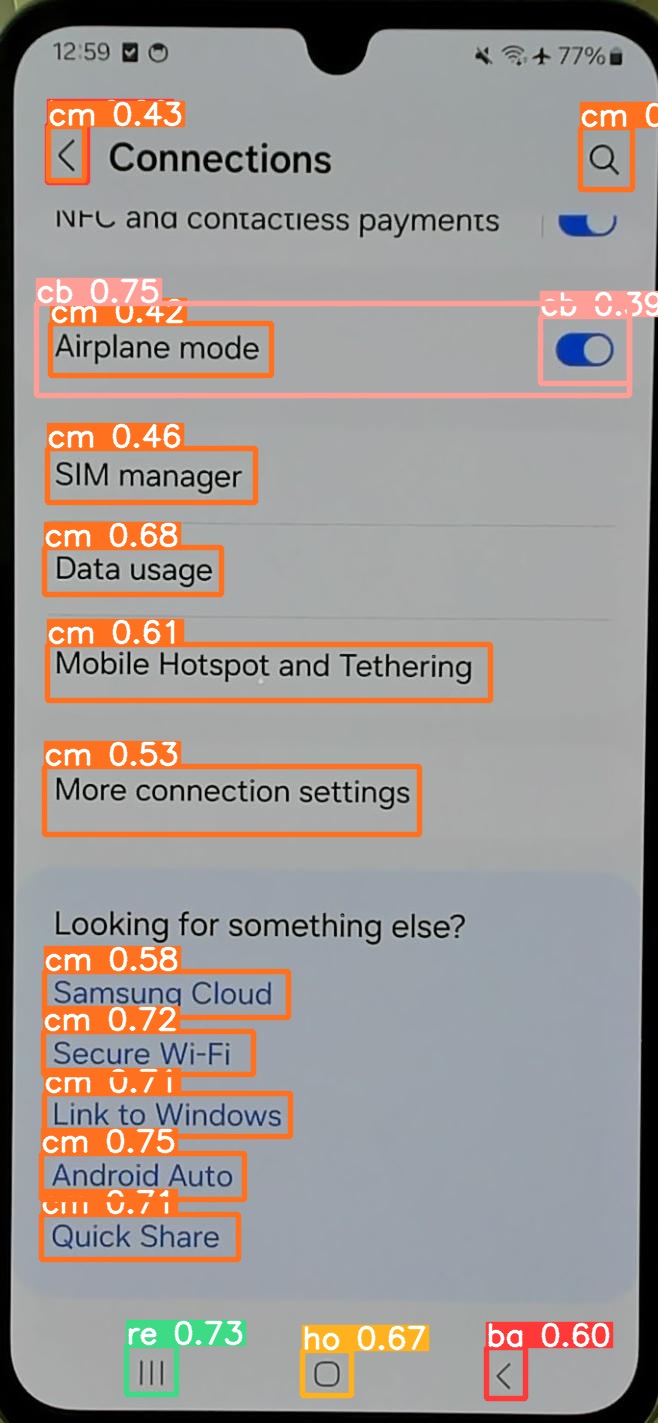 12:59 77%
cm 0.43
cm 0
Connections
NFC and contactless payments
cb 0.75
cb 0.39
cm 0.42
Airplane mode
cm 0.46
SIM manager
cm 0.68
Data usage
cm 0.61
Mobile Hotspot and Tethering
cm 0.53
More connection settings
Looking for something else?
cm 0.58
Samsung Cloud
cm 0.72
Secure Wi-Fi
cm 0.71
Link to Windows
cm 0.75
Android Auto
cm 0.71
Quick Share
re 0.73 ho 0.67 ba 0.60